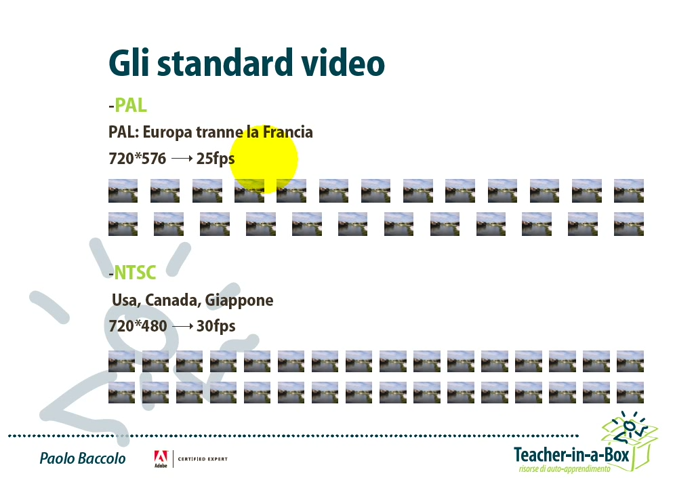 Gli standard video
-PAL
PAL: Europa tranne la Francia
720*576 → 25fps
-NTSC
Usa, Canada, Giappone
720*480 → 30fps
Paolo Baccolo
Adobe
CERTIFIED EXPERT
Teacher-in-a-Box
risorse di auto-apprendimento